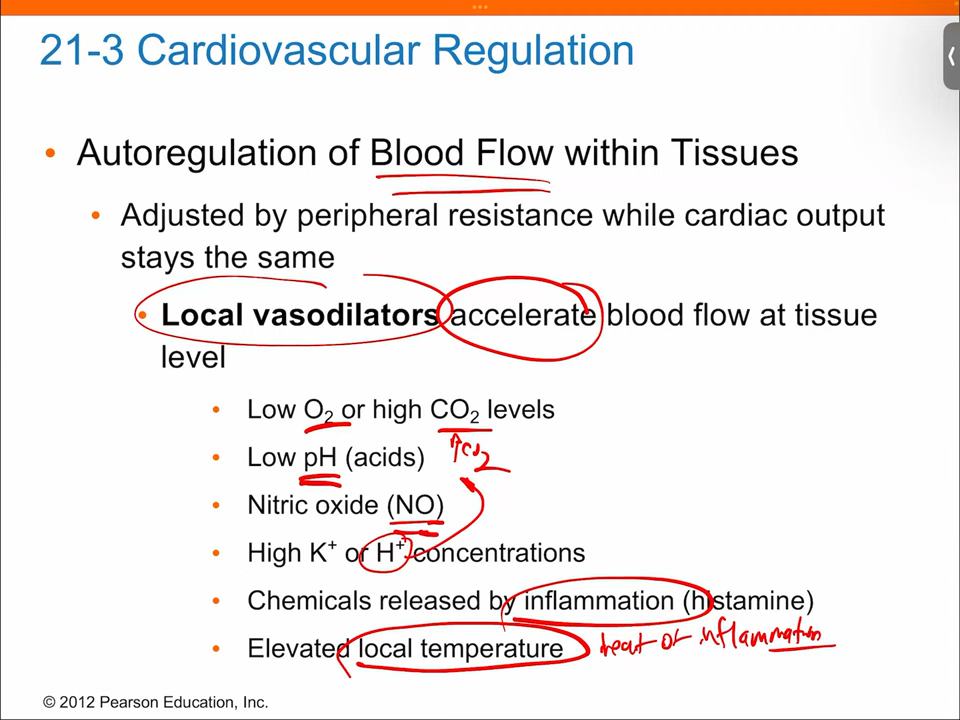 21-3 Cardiovascular Regulation
• Autoregulation of Blood Flow within Tissues
• Adjusted by peripheral resistance while cardiac output
stays the same
• Local vasodilators accelerate blood flow at tissue
level
• Low O₂ or high CO₂ levels
• Low pH (acids)
↑CO₂
• Nitric oxide (NO)
• High K⁺ or H⁺ concentrations
• Chemicals released by inflammation (histamine)
• Elevated local temperature
heat or inflammation
© 2012 Pearson Education, Inc.